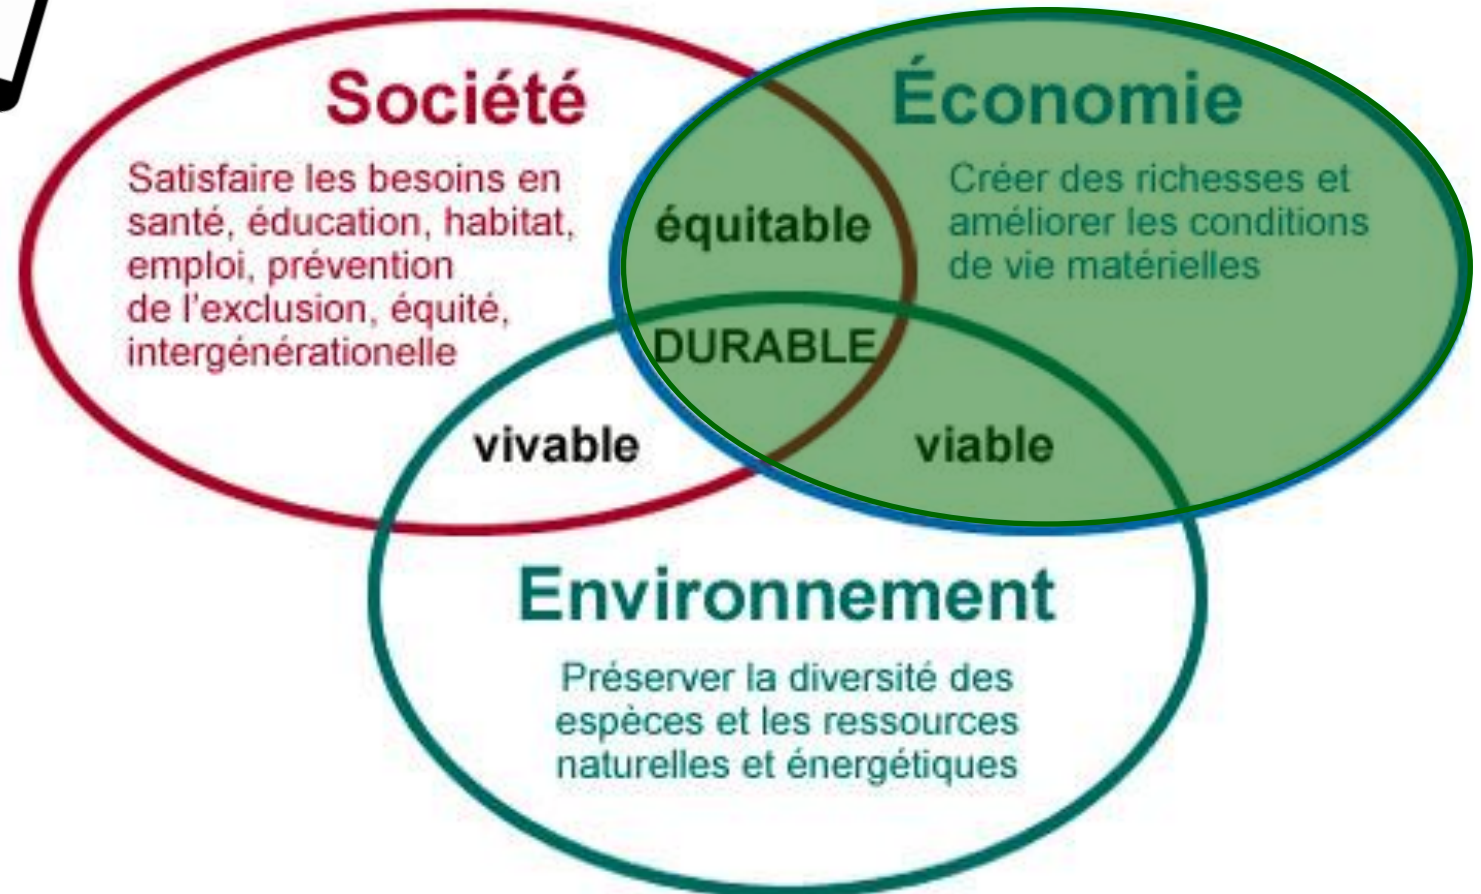 Société
Satisfaire les besoins en
santé, éducation, habitat,
emploi, prévention
de l'exclusion, équité,
intergénérationelle
Économie
Créer des richesses et
améliorer les conditions
de vie matérielles
équitable
DURABLE
vivable
viable
Environnement
Préserver la diversité des
espèces et les ressources
naturelles et énergétiques